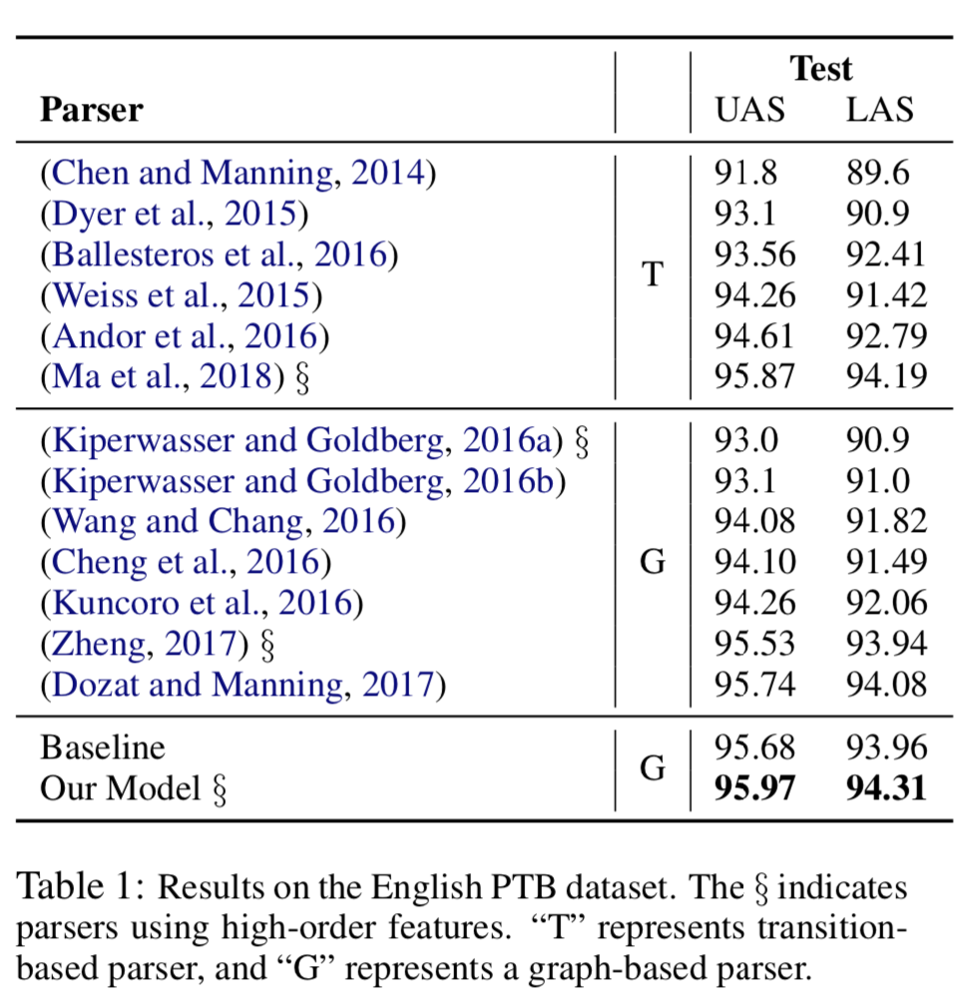 Test
Parser UAS LAS
(Chen and Manning, 2014) 91.8 89.6
(Dyer et al., 2015) 93.1 90.9
(Ballesteros et al., 2016) 93.56 92.41
T
(Weiss et al., 2015) 94.26 91.42
(Andor et al., 2016) 94.61 92.79
(Ma et al., 2018) § 95.87 94.19
(Kiperwasser and Goldberg, 2016a) § 93.0 90.9
(Kiperwasser and Goldberg, 2016b) 93.1 91.0
(Wang and Chang, 2016) 94.08 91.82
(Cheng et al., 2016) G 94.10 91.49
(Kuncoro et al., 2016) 94.26 92.06
(Zheng, 2017) § 95.53 93.94
(Dozat and Manning, 2017) 95.74 94.08
Baseline 95.68 93.96
G
Our Model § 95.97 94.31
Table 1: Results on the English PTB dataset. The § indicates
parsers using high-order features. “T” represents transition-
based parser, and “G” represents a graph-based parser.